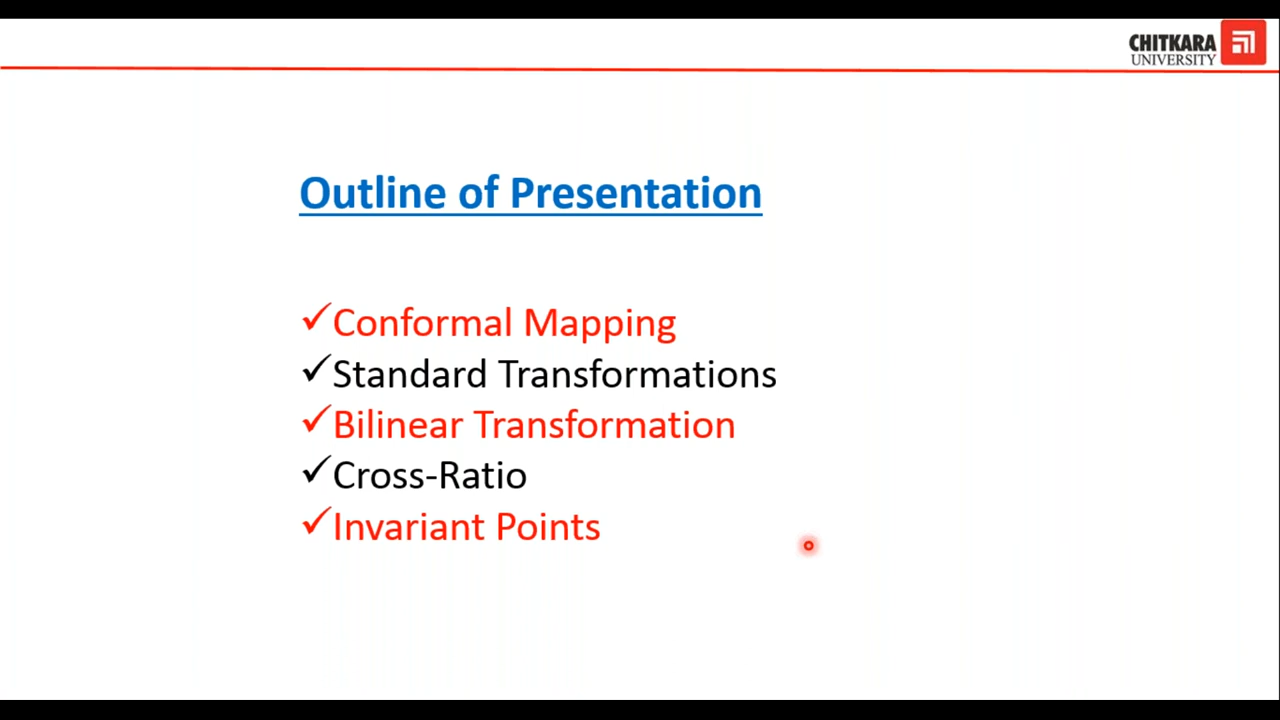 CHITKARA
UNIVERSITY
Outline of Presentation
✓Conformal Mapping
✓Standard Transformations
✓Bilinear Transformation
✓Cross-Ratio
✓Invariant Points